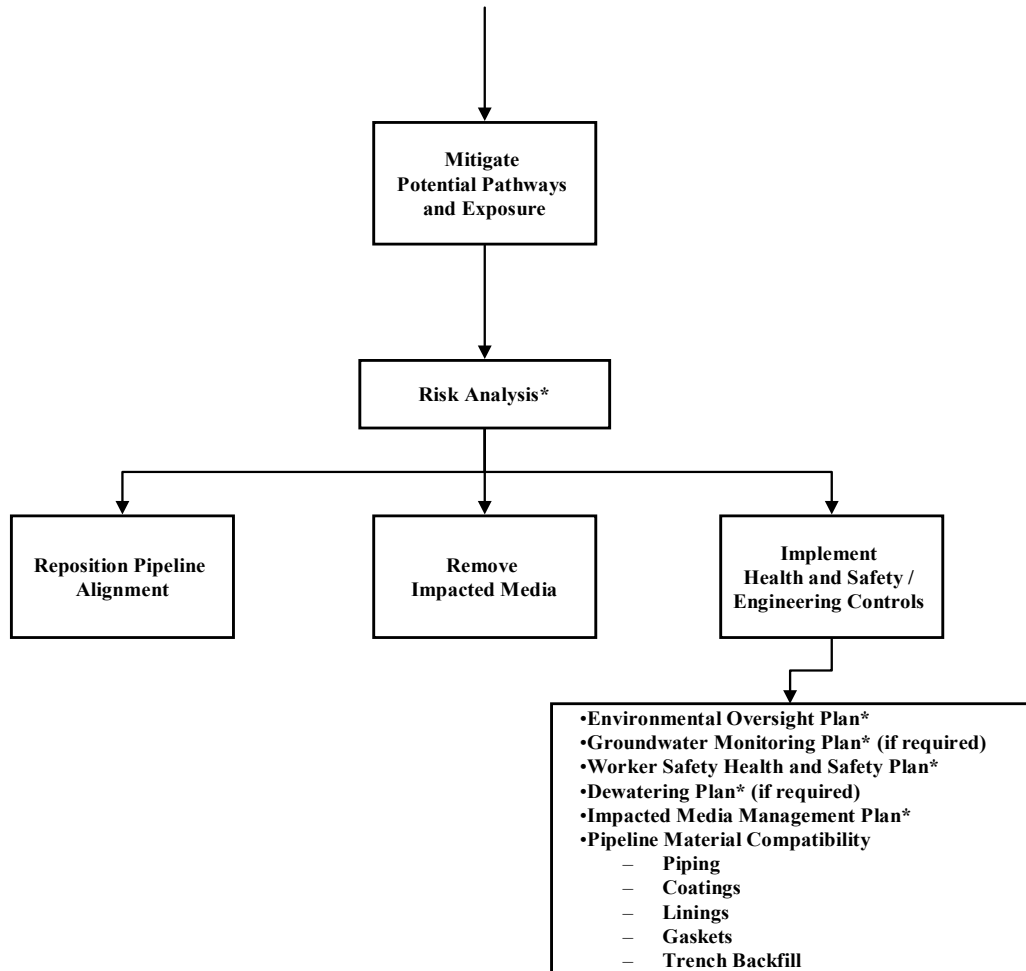 Mitigate
Potential Pathways
and Exposure
Risk Analysis*
Reposition Pipeline
Alignment
Remove
Impacted Media
Implement
Health and Safety /
Engineering Controls
•Environmental Oversight Plan*
•Groundwater Monitoring Plan* (if required)
•Worker Safety Health and Safety Plan*
•Dewatering Plan* (if required)
•Impacted Media Management Plan*
•Pipeline Material Compatibility
– Piping
– Coatings
– Linings
– Gaskets
– Trench Backfill